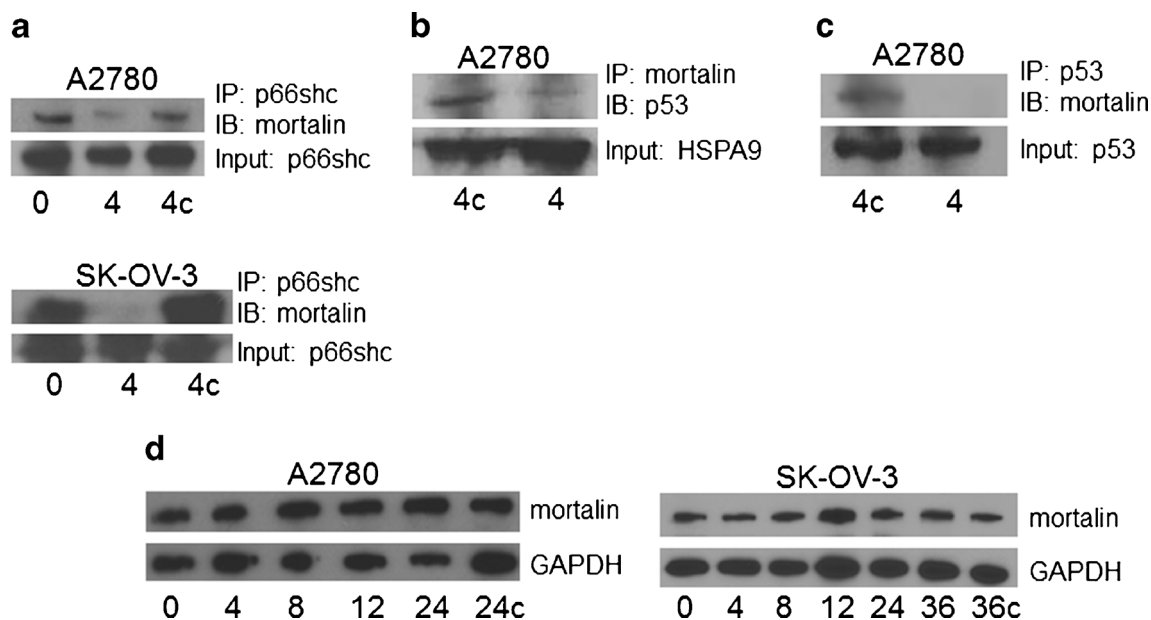 a
A2780
IP: p66shc
IB: mortalin
Input: p66shc
0 4 4c
SK-OV-3
IP: p66shc
IB: mortalin
Input: p66shc
0 4 4c
b
A2780
IP: mortalin
IB: p53
Input: HSPA9
4c 4
c
A2780
IP: p53
IB: mortalin
Input: p53
4c 4
d
A2780
mortalin
GAPDH
0 4 8 12 24 24c
SK-OV-3
mortalin
GAPDH
0 4 8 12 24 36 36c